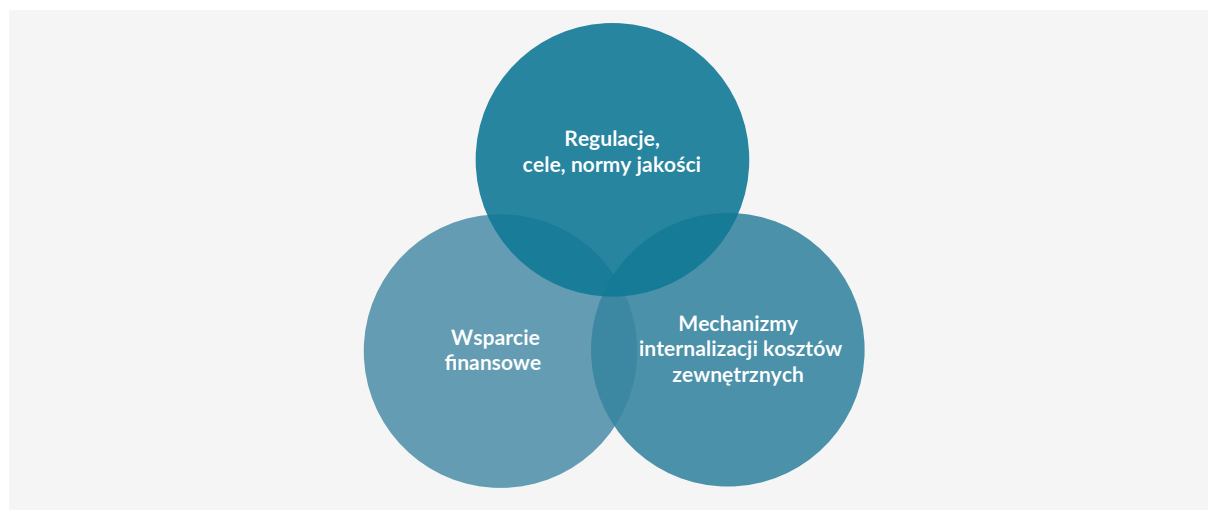 Regulacje,
cele, normy jakości
Wsparcie
finansowe
Mechanizmy
internalizacji kosztów
zewnętrznych